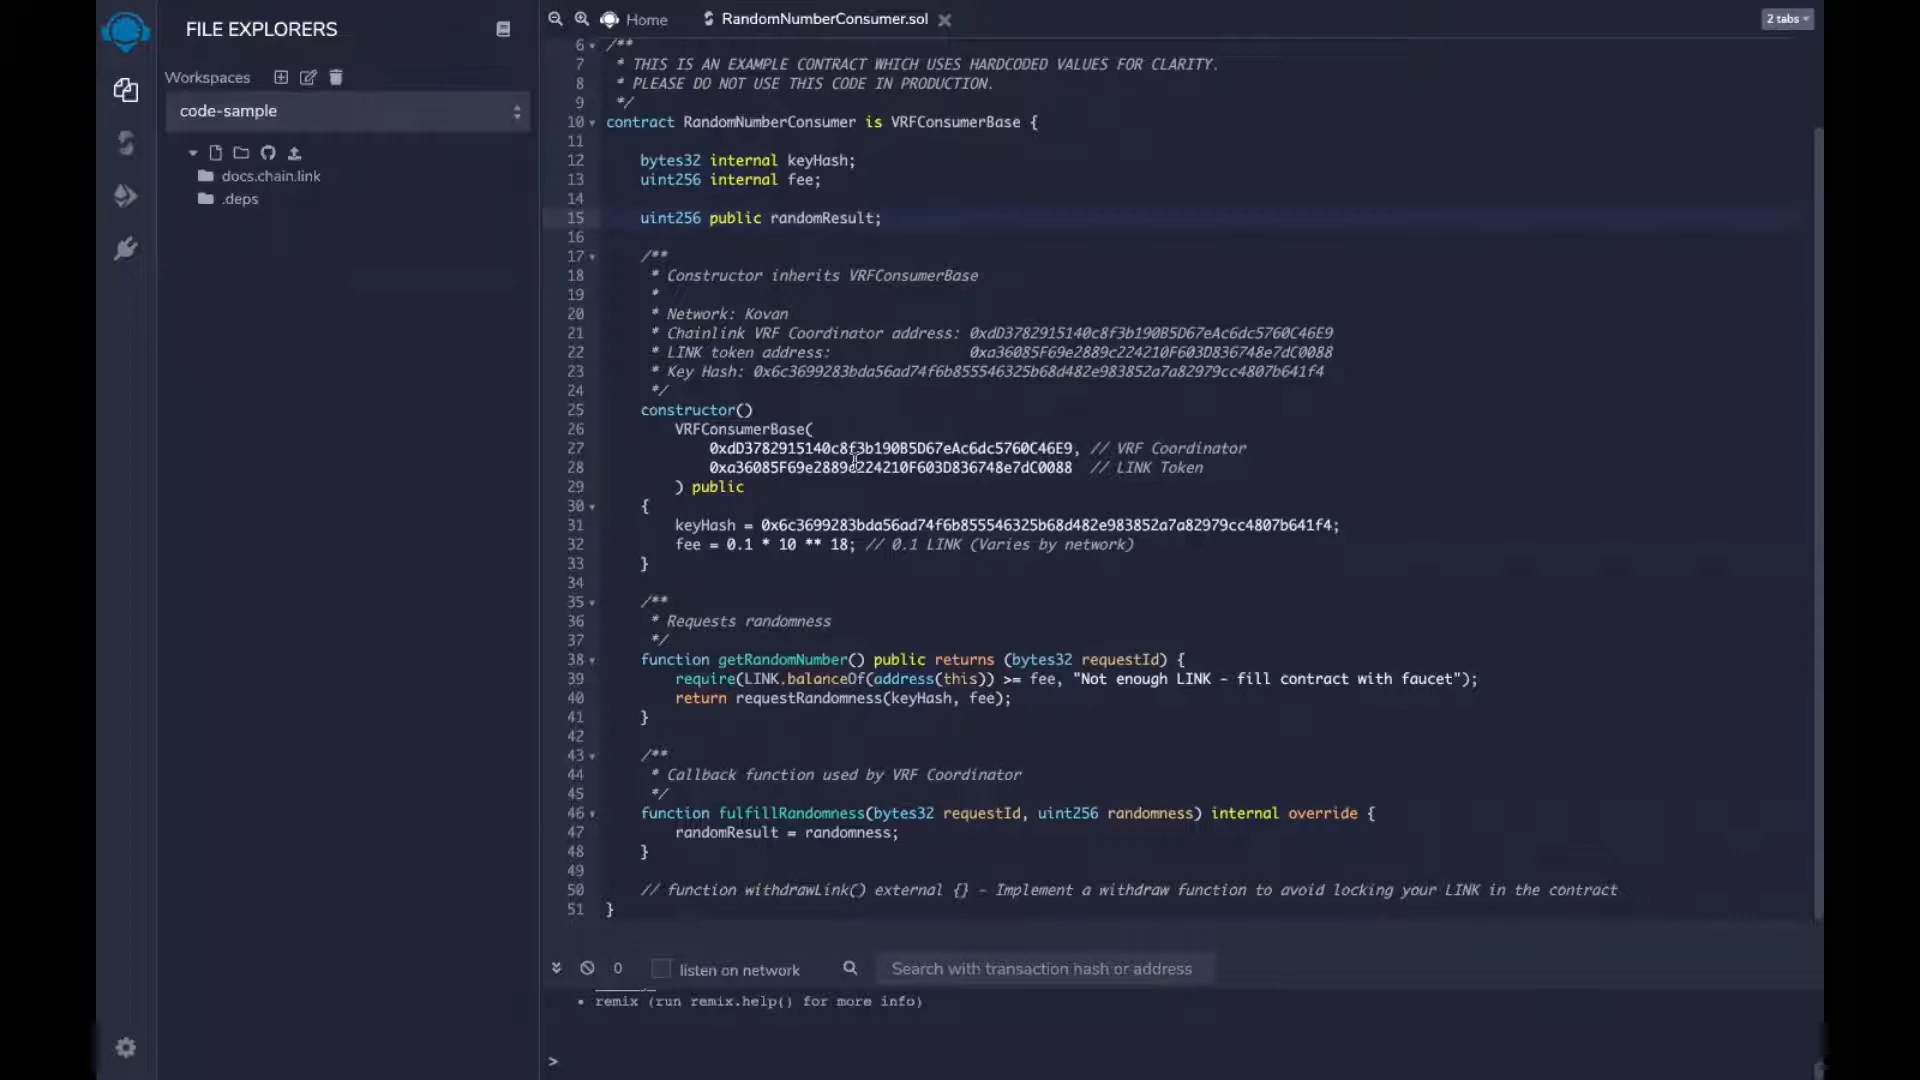 FILE EXPLORERS
Workspaces
code-sample
docs.chain.link
.deps
Home
RandomNumberConsumer.sol
2 tabs
6 /**
7 * THIS IS AN EXAMPLE CONTRACT WHICH USES HARDCODED VALUES FOR CLARITY.
8 * PLEASE DO NOT USE THIS CODE IN PRODUCTION.
9 */
10 contract RandomNumberConsumer is VRFConsumerBase {
11
12 bytes32 internal keyHash;
13 uint256 internal fee;
14
15 uint256 public randomResult;
16
17 /**
18 * Constructor inherits VRFConsumerBase
19 *
20 * Network: Kovan
21 * Chainlink VRF Coordinator address: 0xdD3782915140c8f3b190B5D67eAc6dc5760C46E9
22 * LINK token address: 0xa36085F69e2889c224210F603D836748e7dC0088
23 * Key Hash: 0x6c3699283bda56ad74f6b855546325b68d482e983852a7a82979cc4807b641f4
24 */
25 constructor()
26 VRFConsumerBase(
27 0xdD3782915140c8f3b190B5D67eAc6dc5760C46E9, // VRF Coordinator
28 0xa36085F69e2889c224210F603D836748e7dC0088 // LINK Token
29 ) public
30 {
31 keyHash = 0x6c3699283bda56ad74f6b855546325b68d482e983852a7a82979cc4807b641f4;
32 fee = 0.1 * 10 ** 18; // 0.1 LINK (Varies by network)
33 }
34
35 /**
36 * Requests randomness
37 */
38 function getRandomNumber() public returns (bytes32 requestId) {
39 require(LINK.balanceOf(address(this)) >= fee, "Not enough LINK - fill contract with faucet");
40 return requestRandomness(keyHash, fee);
41 }
42
43 /**
44 * Callback function used by VRF Coordinator
45 */
46 function fulfillRandomness(bytes32 requestId, uint256 randomness) internal override {
47 randomResult = randomness;
48 }
49
50 // function withdrawLink() external {} - Implement a withdraw function to avoid locking your LINK in the contract
51 }
0
listen on network
Search with transaction hash or address
• remix (run remix.help() for more info)
>